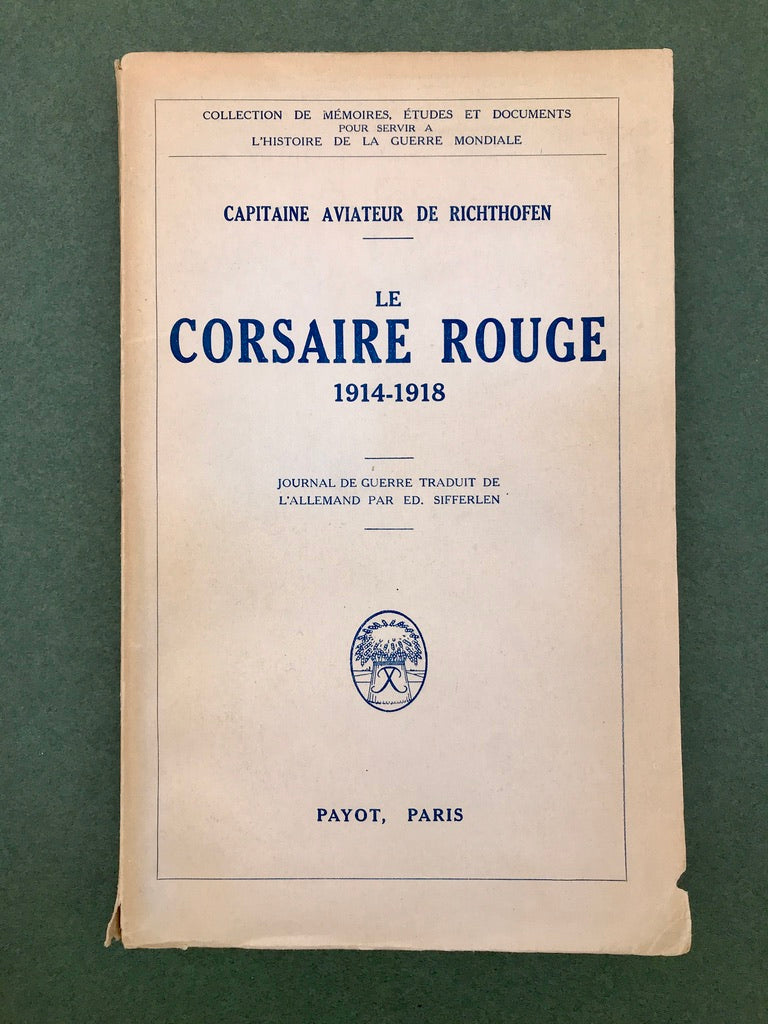 COLLECTION DE MÉMOIRES, ÉTUDES ET DOCUMENTS
POUR SERVIR A
L'HISTOIRE DE LA GUERRE MONDIALE
CAPITAINE AVIATEUR DE RICHTHOFEN
LE
CORSAIRE ROUGE
1914-1918
JOURNAL DE GUERRE TRADUIT DE
L'ALLEMAND PAR ED. SIFFERLEN
PAYOT, PARIS